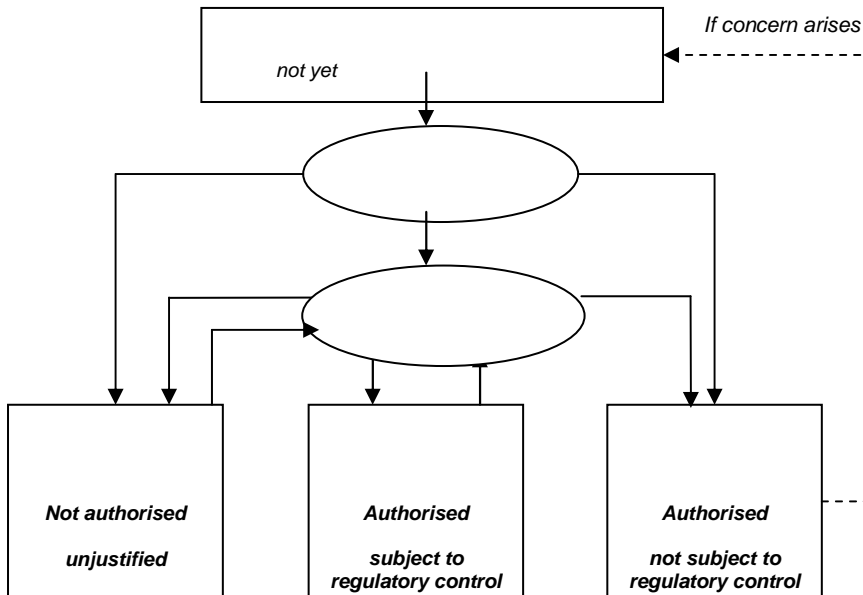 If concern arises
not yet
Not authorised
unjustified
Authorised
subject to
regulatory control
Authorised
not subject to
regulatory control